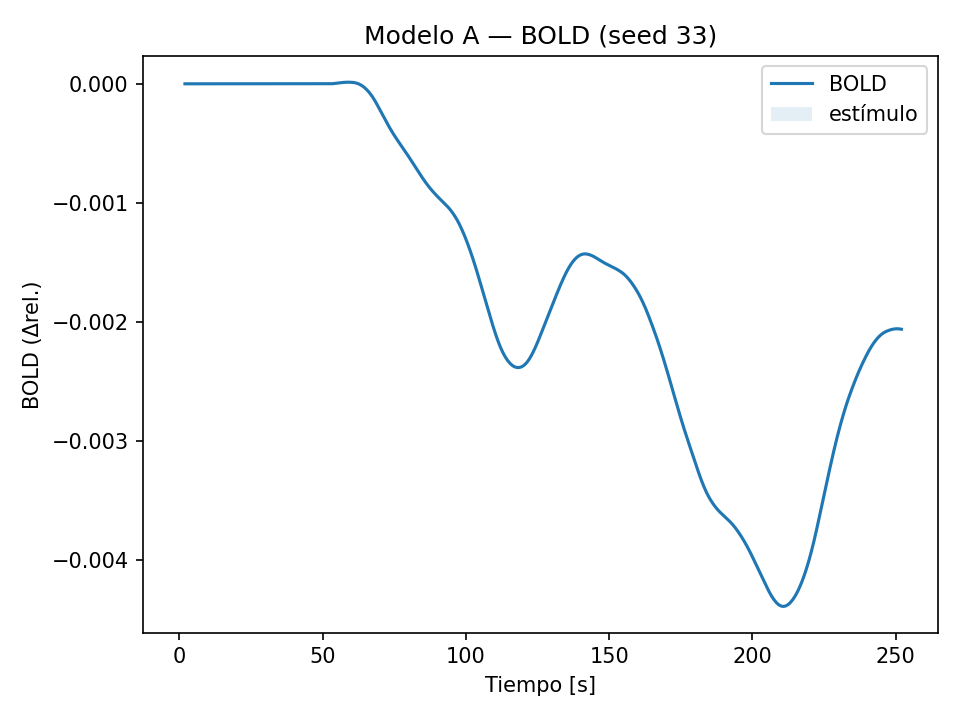 Modelo A — BOLD (seed 33)
BOLD
estímulo
0.000
−0.001
−0.002
−0.003
−0.004
BOLD (Δrel.)
0 50 100 150 200 250
Tiempo [s]